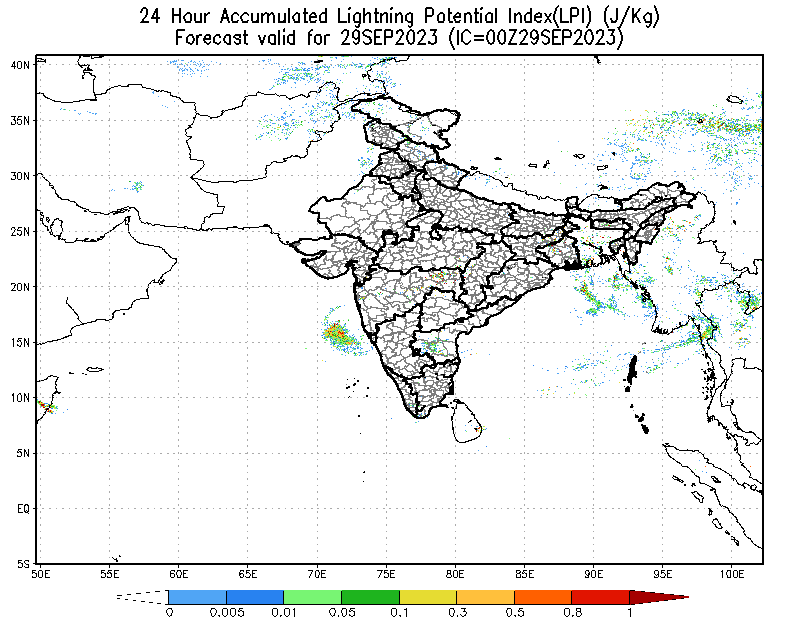 24 Hour Accumulated Lightning Potential Index(LPI) (J/Kg)
Forecast valid for 29SEP2023 (IC=00Z29SEP2023)
40N
35N
30N
25N
20N
15N
10N
5N
EQ
5S
50E 55E 60E 65E 70E 75E 80E 85E 90E 95E 100E
0 0.005 0.01 0.05 0.1 0.3 0.5 0.8 1